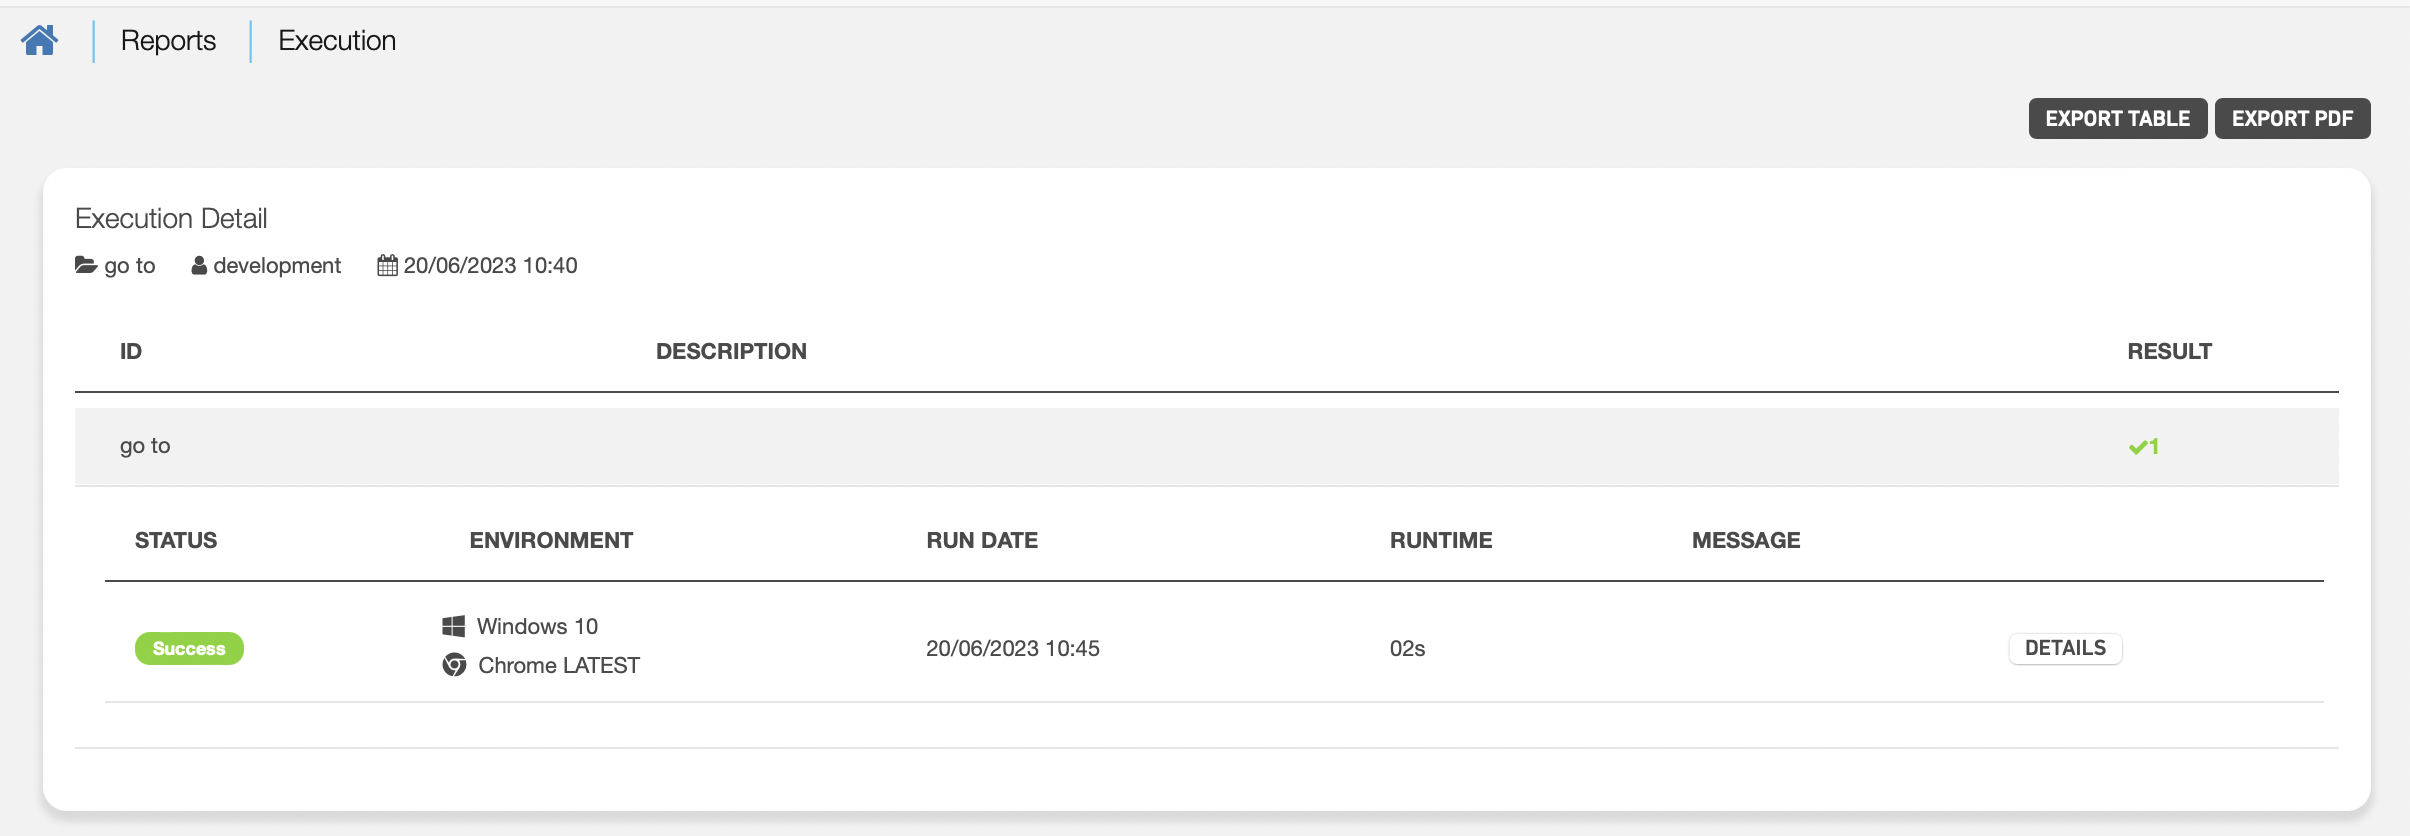 Reports Execution
EXPORT TABLE EXPORT PDF
Execution Detail
go to development 20/06/2023 10:40
ID DESCRIPTION RESULT
go to 1
STATUS ENVIRONMENT RUN DATE RUNTIME MESSAGE
Windows 10
Success 20/06/2023 10:45 02s DETAILS
Chrome LATEST